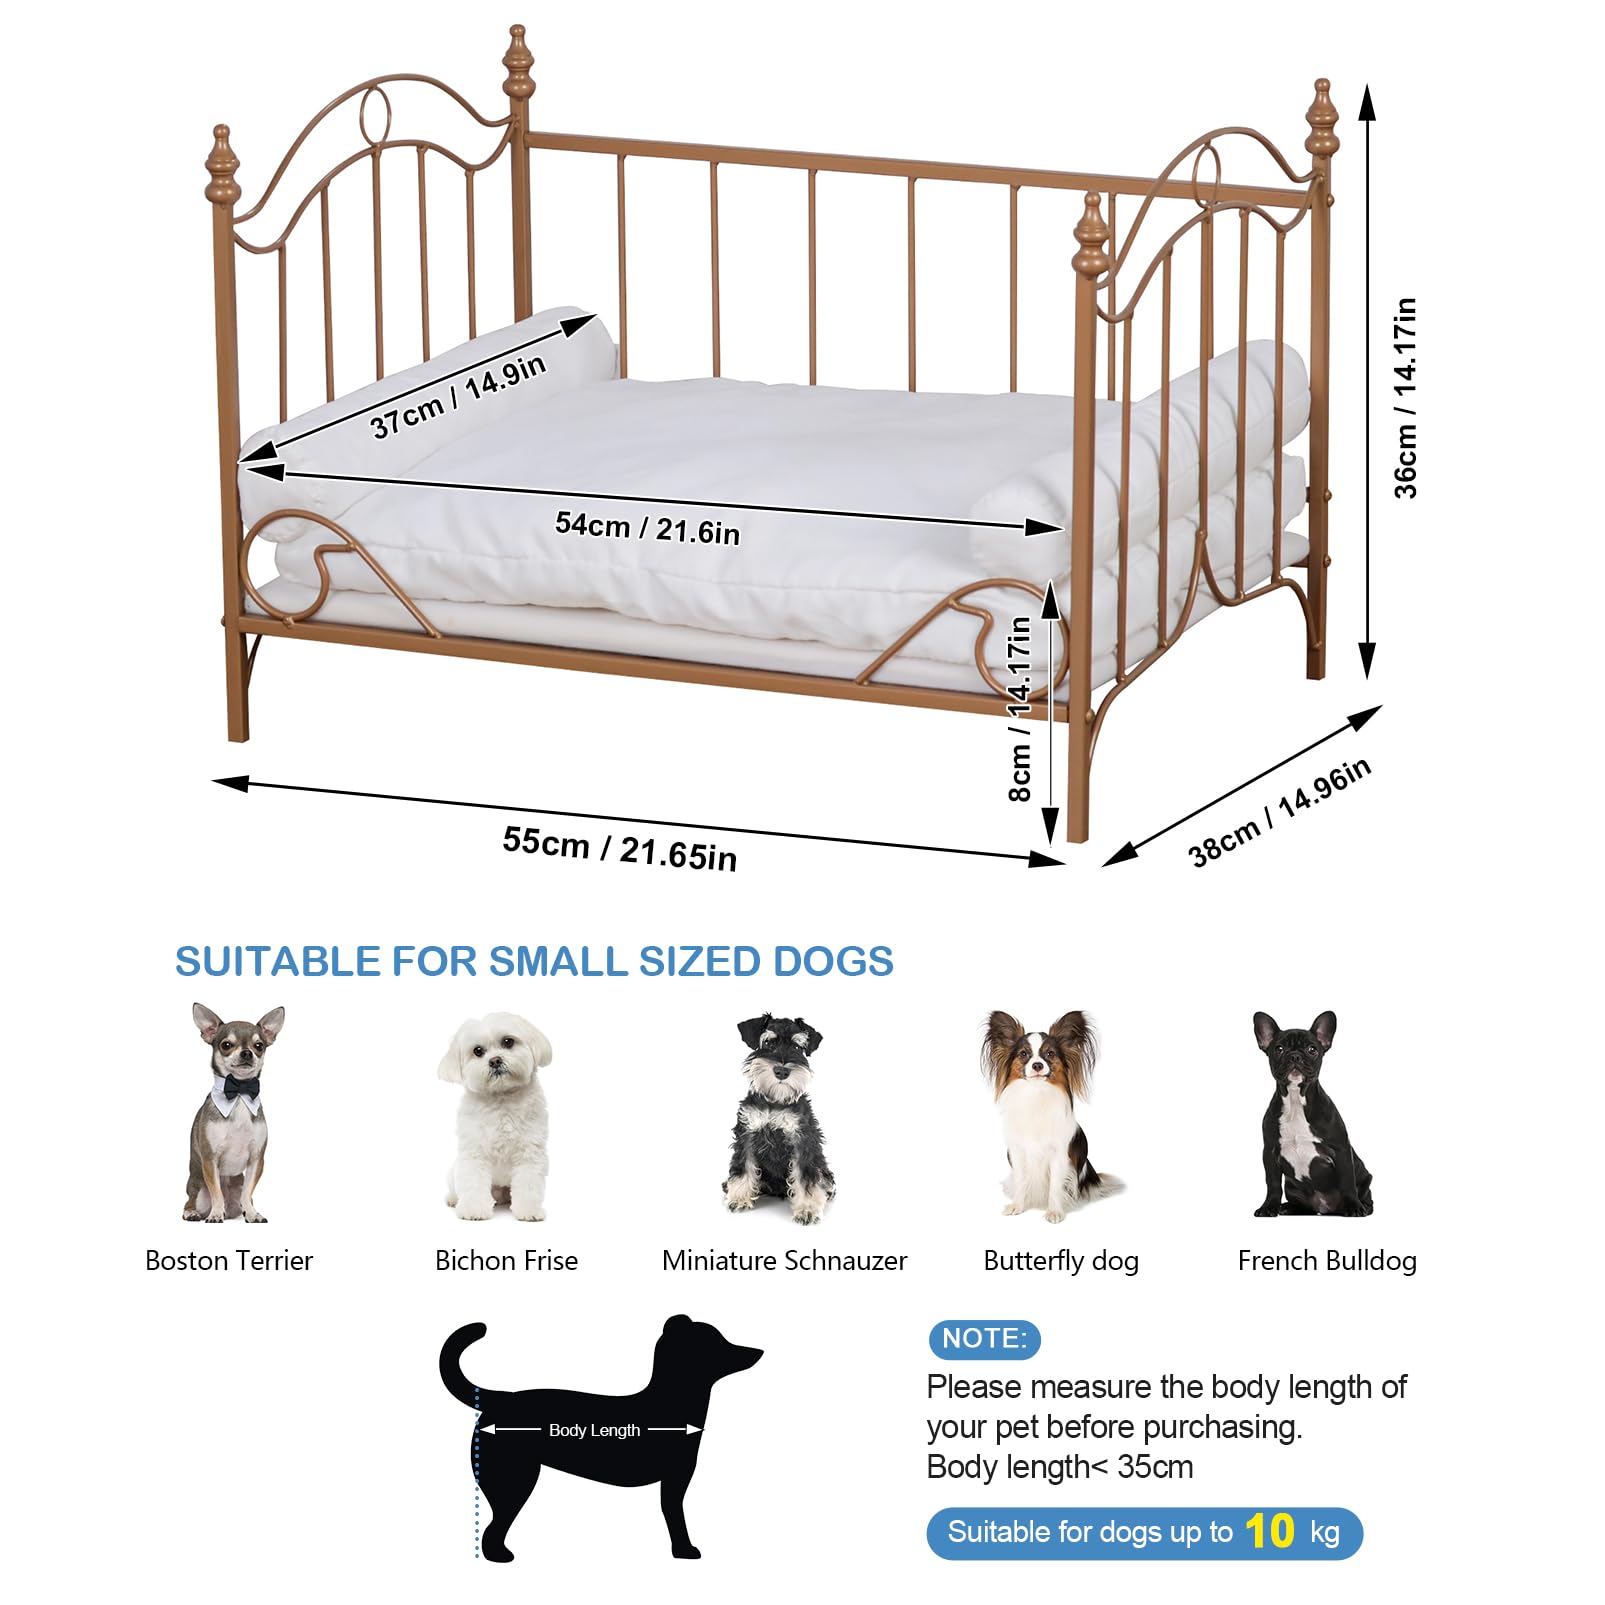 37cm / 14.9in
54cm / 21.6in
36cm / 14.17in
8cm / 14.17in
38cm / 14.96in
55cm / 21.65in
SUITABLE FOR SMALL SIZED DOGS
Boston Terrier
Bichon Frise
Miniature Schnauzer
Butterfly dog
French Bulldog
Body Length
NOTE:
Please measure the body length of
your pet before purchasing.
Body length< 35cm
Suitable for dogs up to 10 kg